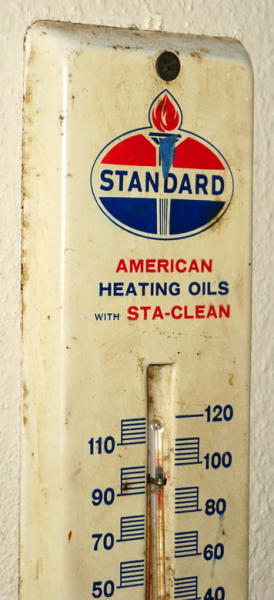 STANDARD
AMERICAN
HEATING OILS
WITH STA-CLEAN
120
110
100
90
80
70
60
50
40